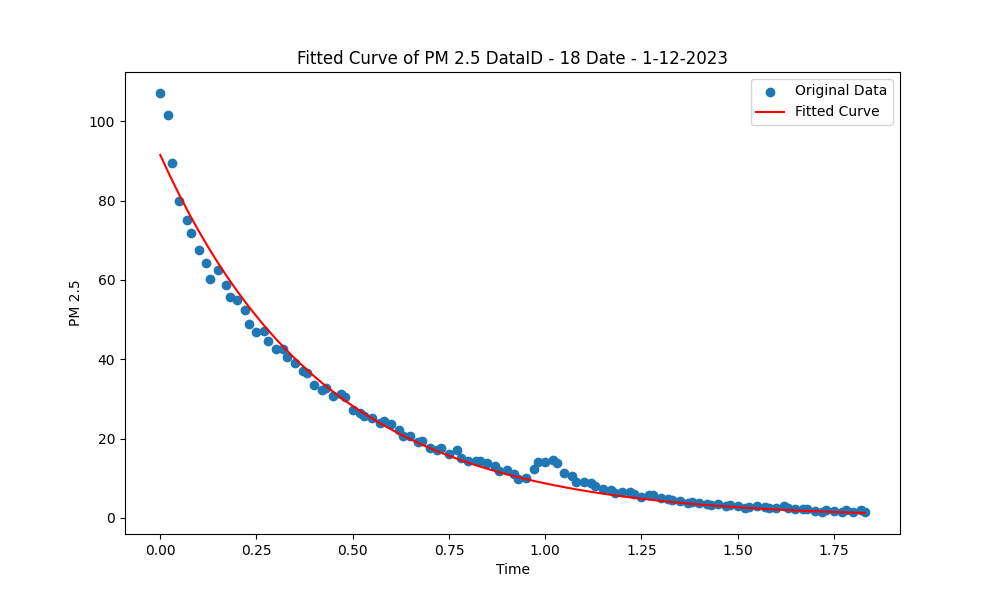 Fitted Curve of PM 2.5 DataID - 18 Date - 1-12-2023
Original Data
Fitted Curve
100
80
60
40
20
0
PM 2.5
0.00 0.25 0.50 0.75 1.00 1.25 1.50 1.75
Time